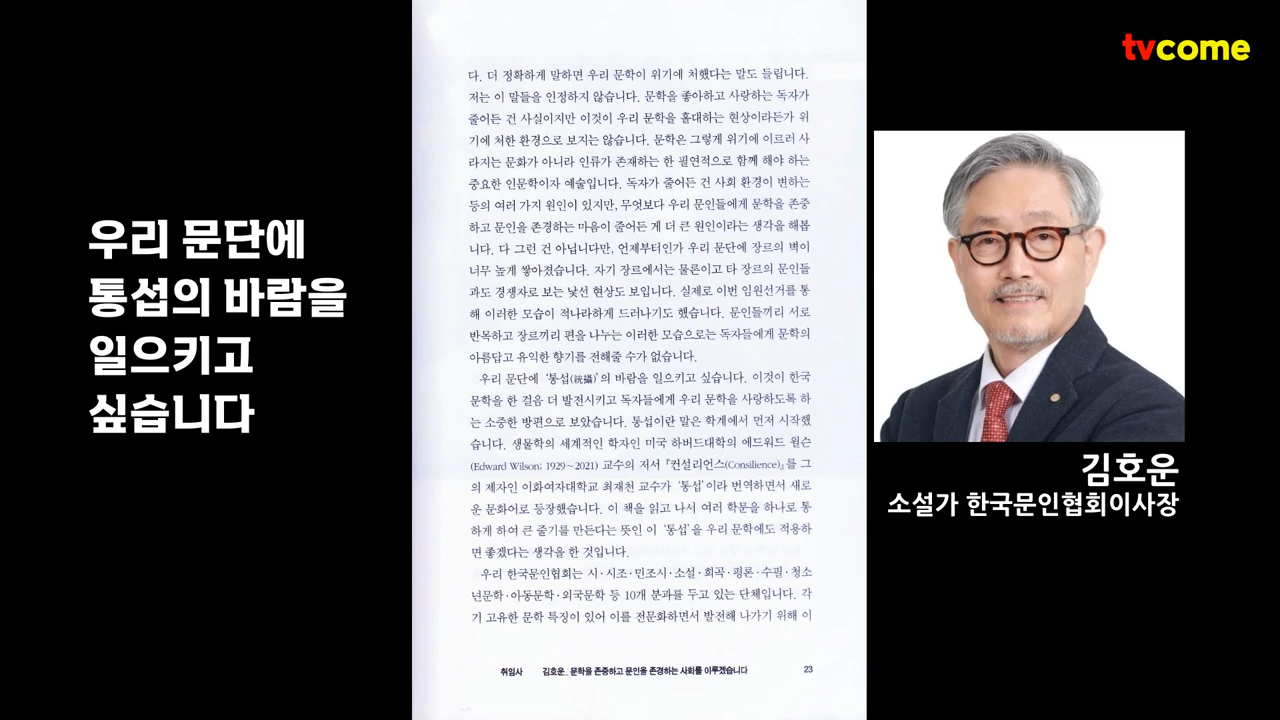 우리 문단에
통섭의 바람을
일으키고
싶습니다
다. 더 정확하게 말하면 우리 문학이 위기에 처했다는 말도 들립니다.
저는 이 말들을 인정하지 않습니다. 문학을 좋아하고 사랑하는 독자가
줄어든 건 사실이지만 이것이 우리 문학을 홀대하는 현상이라든가 위
기에 처한 환경으로 보지는 않습니다. 문학은 그렇게 위기에 이르러 사
라지는 문화가 아니라 인류가 존재하는 한 필연적으로 함께 해야 하는
중요한 인문학이자 예술입니다. 독자가 줄어든 건 사회 환경이 변하는
등의 여러 가지 원인이 있지만, 무엇보다 우리 문인들에게 문학을 존중
하고 문인을 존경하는 마음이 줄어든 게 더 큰 원인이라는 생각을 해봅
니다. 다 그런 건 아닙니다만, 언제부터인가 우리 문단에 장르의 벽이
너무 높게 쌓아졌습니다. 자기 장르에서는 물론이고 타 장르의 문인들
과도 경쟁자로 보는 낯선 현상도 보입니다. 실제로 이번 임원선거를 통
해 이러한 모습이 적나라하게 드러나기도 했습니다. 문인들끼리 서로
반목하고 장르끼리 편을 나누는 이러한 모습으로는 독자들에게 문학의
아름답고 유익한 향기를 전해줄 수가 없습니다.
우리 문단에 ‘통섭(統攝)’의 바람을 일으키고 싶습니다. 이것이 한국
문학을 한 걸음 더 발전시키고 독자들에게 우리 문학을 사랑하도록 하
는 소중한 방편으로 보았습니다. 통섭이란 말은 학계에서 먼저 시작했
습니다. 생물학의 세계적인 학자인 미국 하버드대학의 에드워드 윌슨
(Edward Wilson; 1929~2021) 교수의 저서 『컨설리언스(Consilience)』를 그
의 제자인 이화여자대학교 최재천 교수가 ‘통섭’이라 번역하면서 새로
운 문화어로 등장했습니다. 이 책을 읽고 나서 여러 학문을 하나로 통
하게 하여 큰 줄기를 만든다는 뜻인 이 ‘통섭’을 우리 문학에도 적용하
면 좋겠다는 생각을 한 것입니다.
우리 한국문인협회는 시·시조·민조시·소설·희곡·평론·수필·청소
년문학·아동문학·외국문학 등 10개 분과를 두고 있는 단체입니다. 각
기 고유한 문학 특징이 있어 이를 전문화하면서 발전해 나가기 위해 이
취임사 김호운_ 문학을 존중하고 문인을 존경하는 사회를 이루겠습니다 23
tvcome
김호운
소설가 한국문인협회이사장